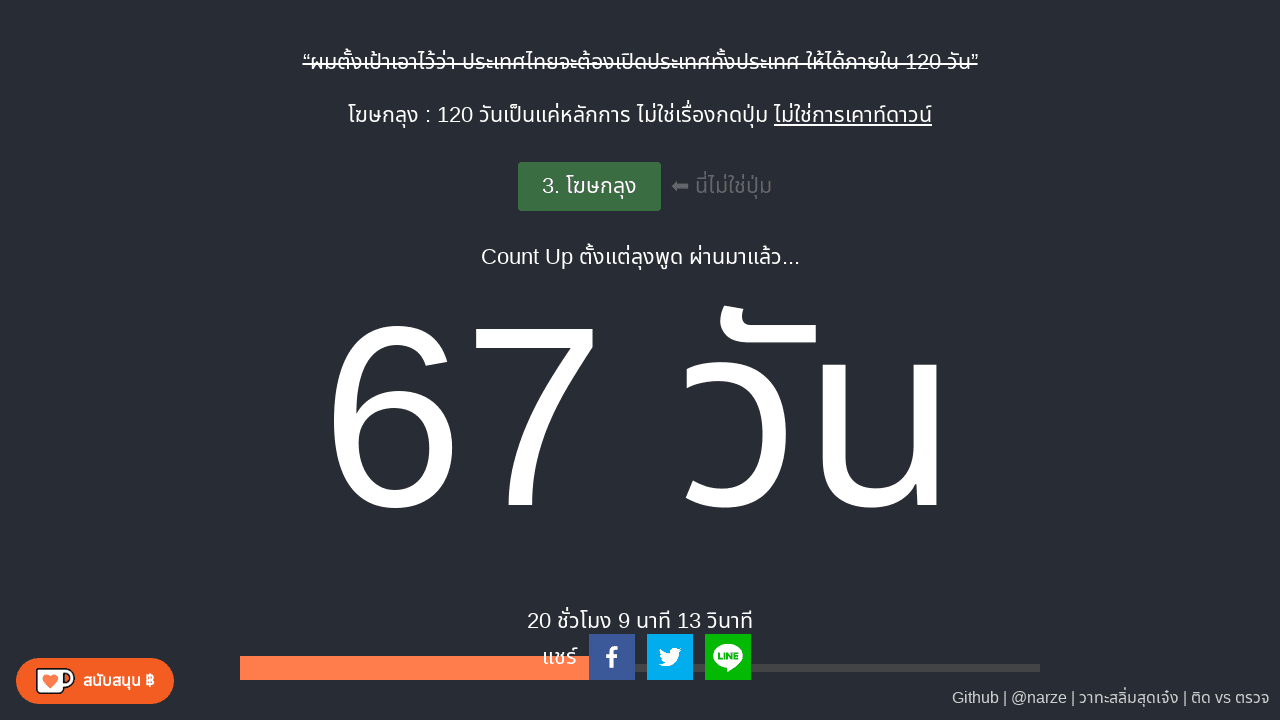 “ผมตั้งเป้าเอาไว้ว่า ประเทศไทยจะต้องเปิดประเทศทั้งประเทศ ให้ได้ภายใน 120 วัน”
โฆษกลุง : 120 วันเป็นแค่หลักการ ไม่ใช่เรื่องกดปุ่ม ไม่ใช่การเคาท์ดาวน์
3. โฆษกลุง ⬅ นี่ไม่ใช่ปุ่ม
Count Up ตั้งแต่ลุงพูด ผ่านมาแล้ว...
67 วัน
20 ชั่วโมง 9 นาที 13 วินาที
แชร์
LINE
สนับสนุน ฿
Github | @narze | วาทะสลิ่มสุดเจ๋ง | ติด vs ตรวจ